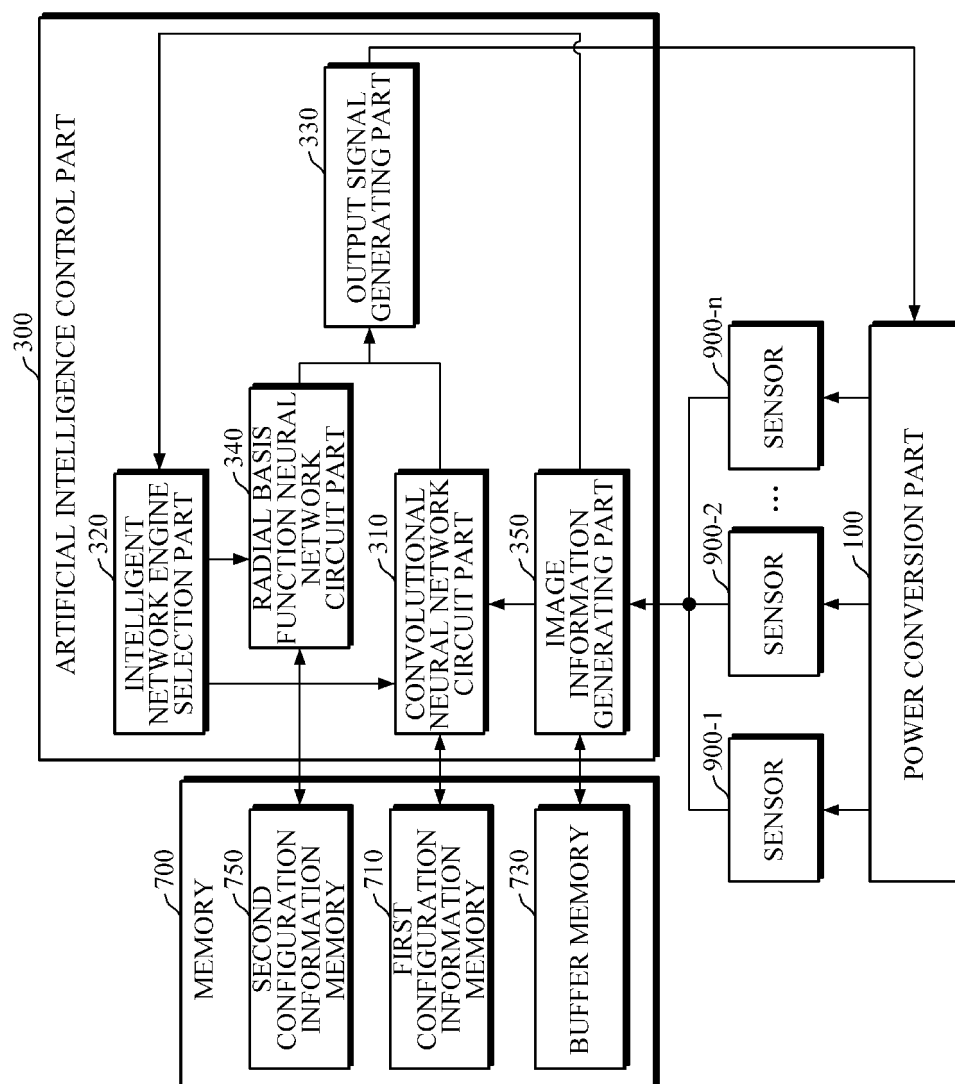 300
ARTIFICIAL INTELLIGENCE CONTROL PART
320
INTELLIGENT
NETWORK ENGINE
SELECTION PART
340
RADIAL BASIS
FUNCTION NEURAL
NETWORK
CIRCUIT PART
330
OUTPUT SIGNAL
GENERATING PART
310
CONVOLUTIONAL
NEURAL NETWORK
CIRCUIT PART
350
IMAGE
INFORMATION
GENERATING PART
700
MEMORY
750
SECOND
CONFIGURATION
INFORMATION
MEMORY
710
FIRST
CONFIGURATION
INFORMATION
MEMORY
730
BUFFER MEMORY
900-1
SENSOR
900-2
SENSOR
...
900-n
SENSOR
100
POWER CONVERSION PART